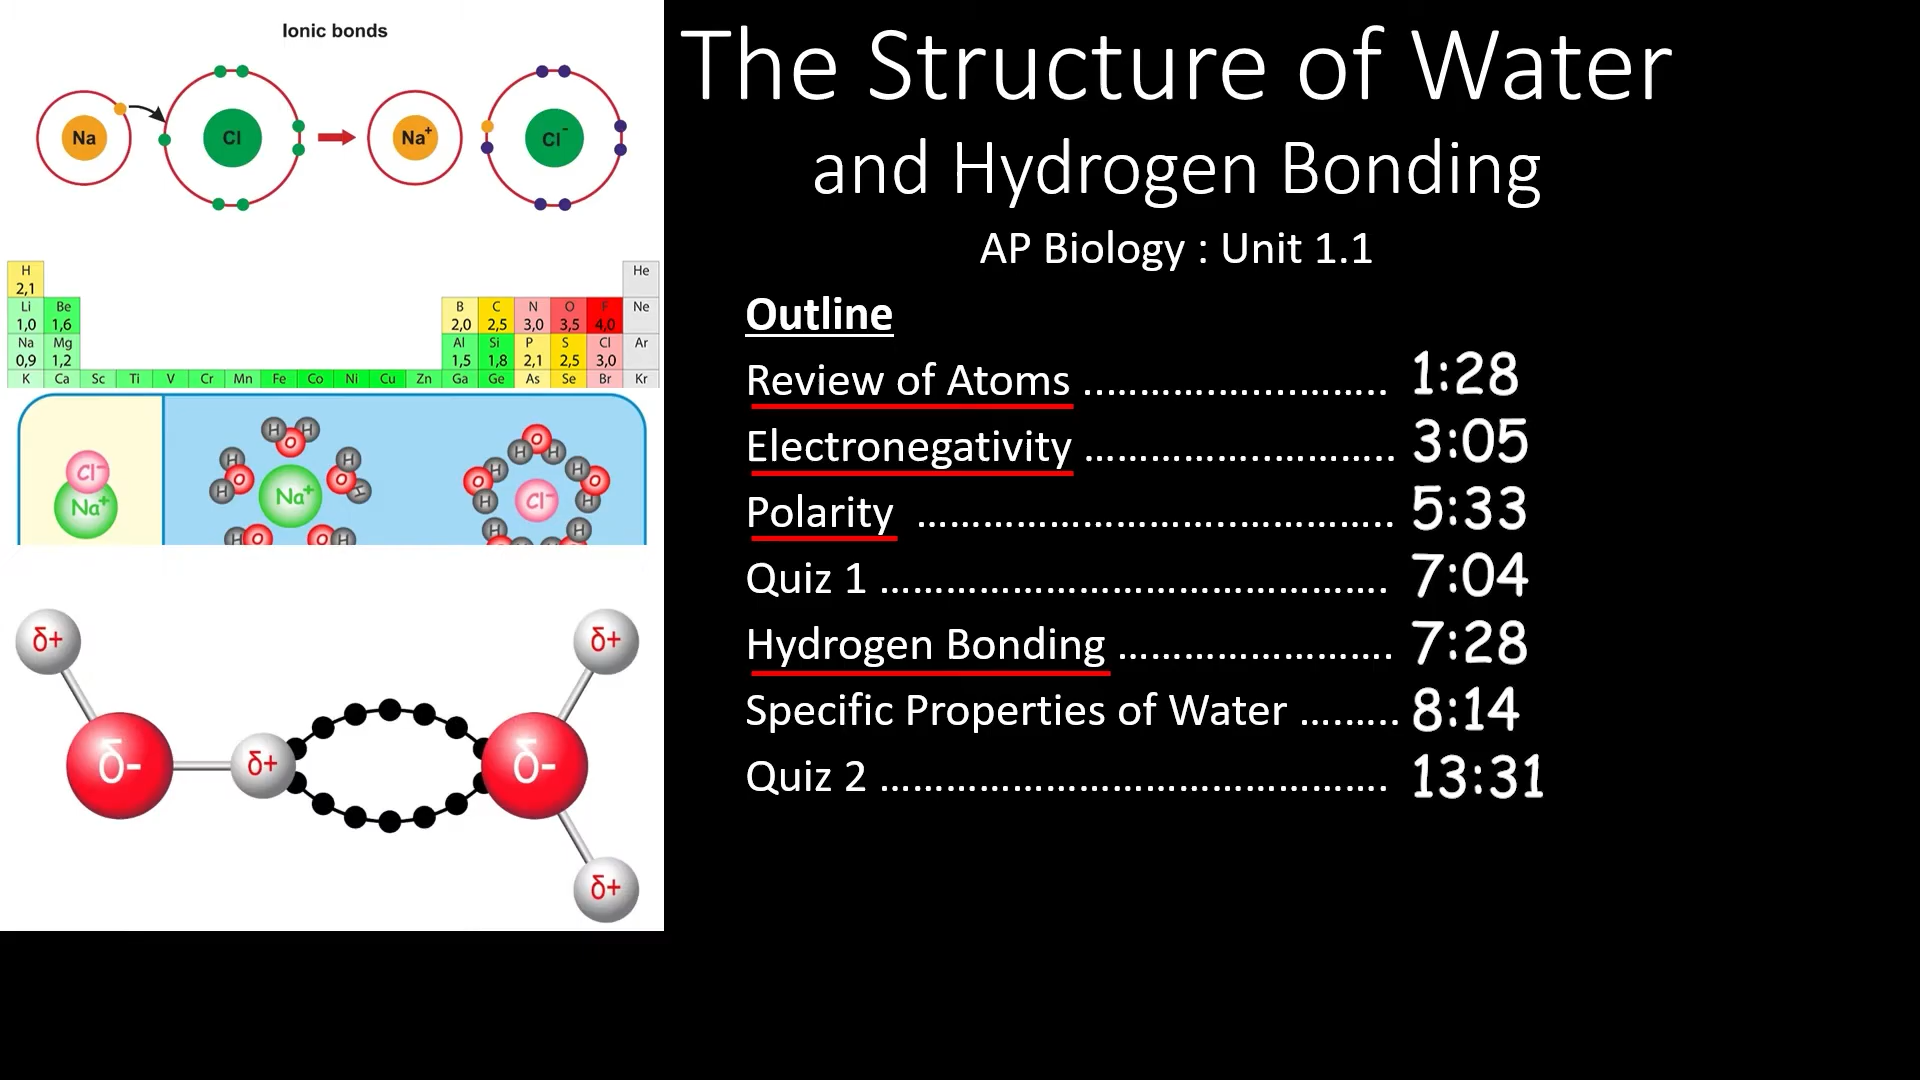 Ionic bonds
Na Cl Na+ Cl-
H He
2,1
Li Be B C N O F Ne
1,0 1,6 2,0 2,5 3,0 3,5 4,0
Na Mg Al Si P S Cl Ar
0,9 1,2 1,5 1,8 2,1 2,5 3,0
K Ca Sc Ti V Cr Mn Fe Co Ni Cu Zn Ga Ge As Se Br Kr
Cl-
Na+
H O H
H O H
H O H
Na+
H O
O H
H O H
H O H
H O H
Cl-
H
H
δ+ δ+
δ- δ+ δ-
δ+
The Structure of Water
and Hydrogen Bonding
AP Biology : Unit 1.1
Outline
Review of Atoms ……………………….. 1:28
Electronegativity ……………………….. 3:05
Polarity ……………………………………….. 5:33
Quiz 1 ………………………………………. 7:04
Hydrogen Bonding ……………………. 7:28
Specific Properties of Water ……… 8:14
Quiz 2 ………………………………………. 13:31